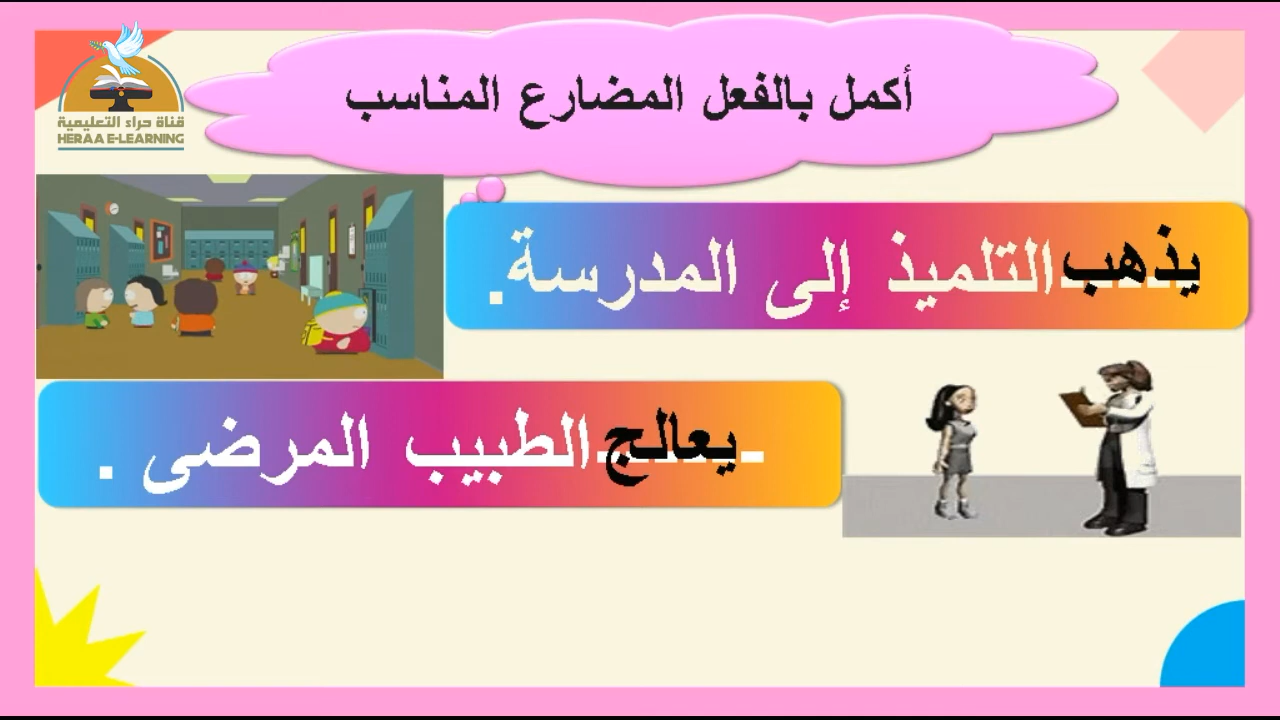 أكمل بالفعل المضارع المناسب
قناة حراء التعليمية
HERAA E-LEARNING
يذهب التلميذ إلى المدرسة.
يعالج الطبيب المرضى .